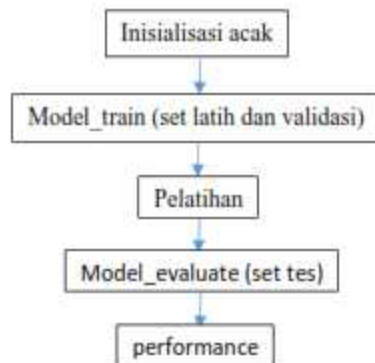 Inisialisasi acak
Model_train (set latih dan validasi)
Pelatihan
Model_evaluate (set tes)
performance